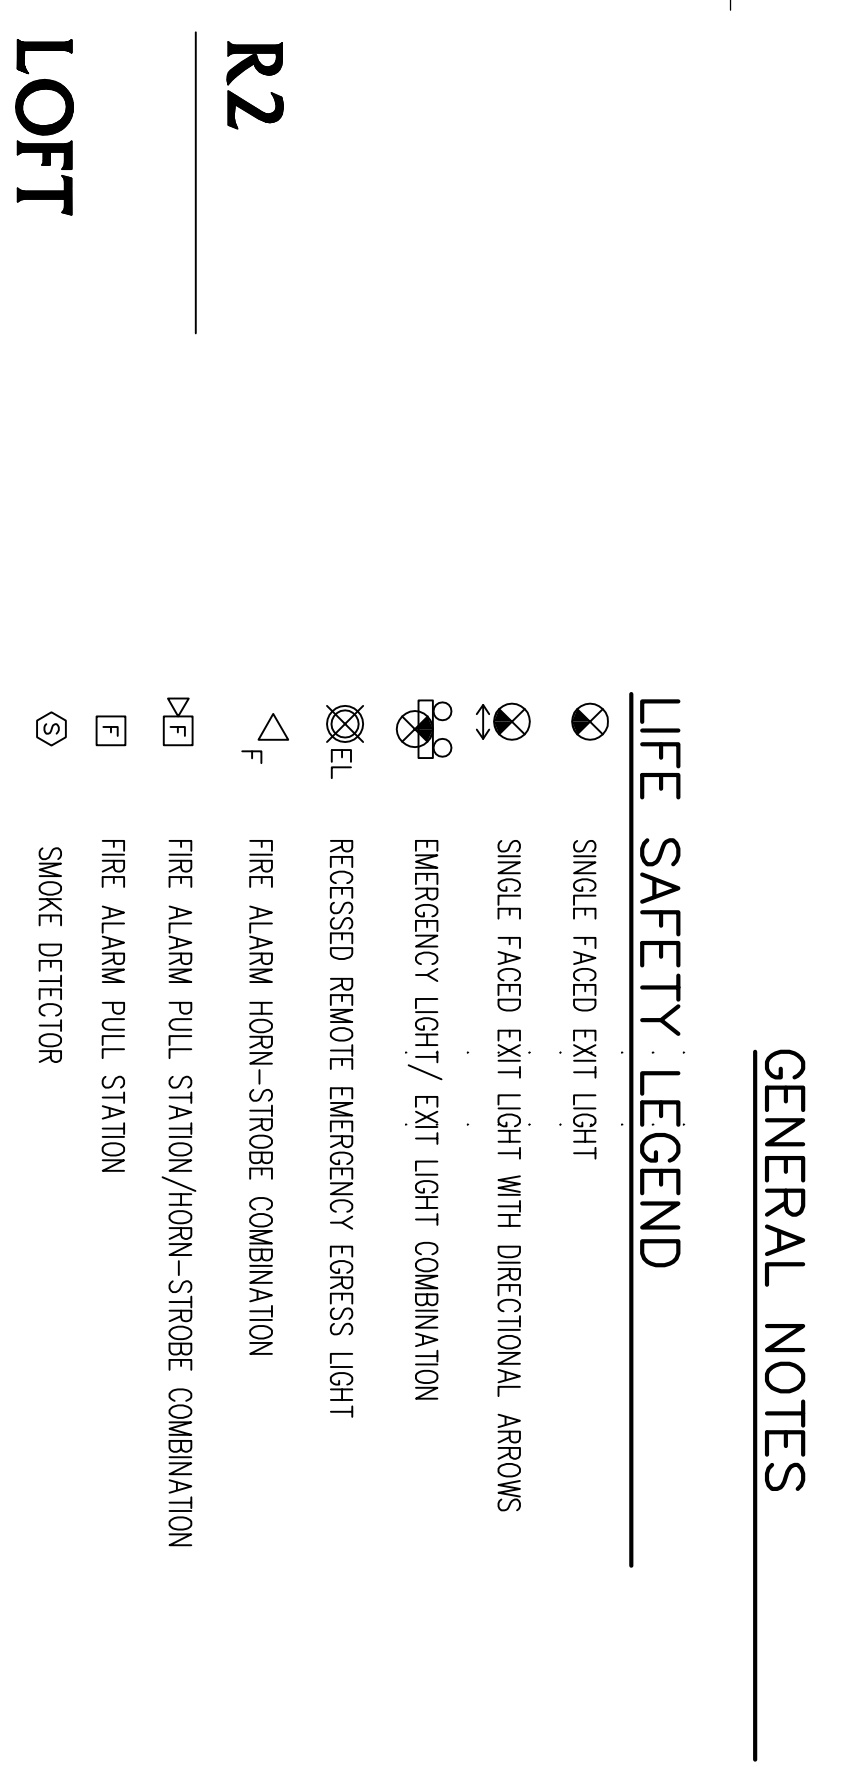 GENERAL NOTES
LIFE SAFETY LEGEND
SINGLE FACED EXIT LIGHT
SINGLE FACED EXIT LIGHT WITH DIRECTIONAL ARROWS
EMERGENCY LIGHT/ EXIT LIGHT COMBINATION
EL RECESSED REMOTE EMERGENCY EGRESS LIGHT
F FIRE ALARM HORN-STROBE COMBINATION
F FIRE ALARM PULL STATION/HORN-STROBE COMBINATION
F FIRE ALARM PULL STATION
S SMOKE DETECTOR
R2
LOFT